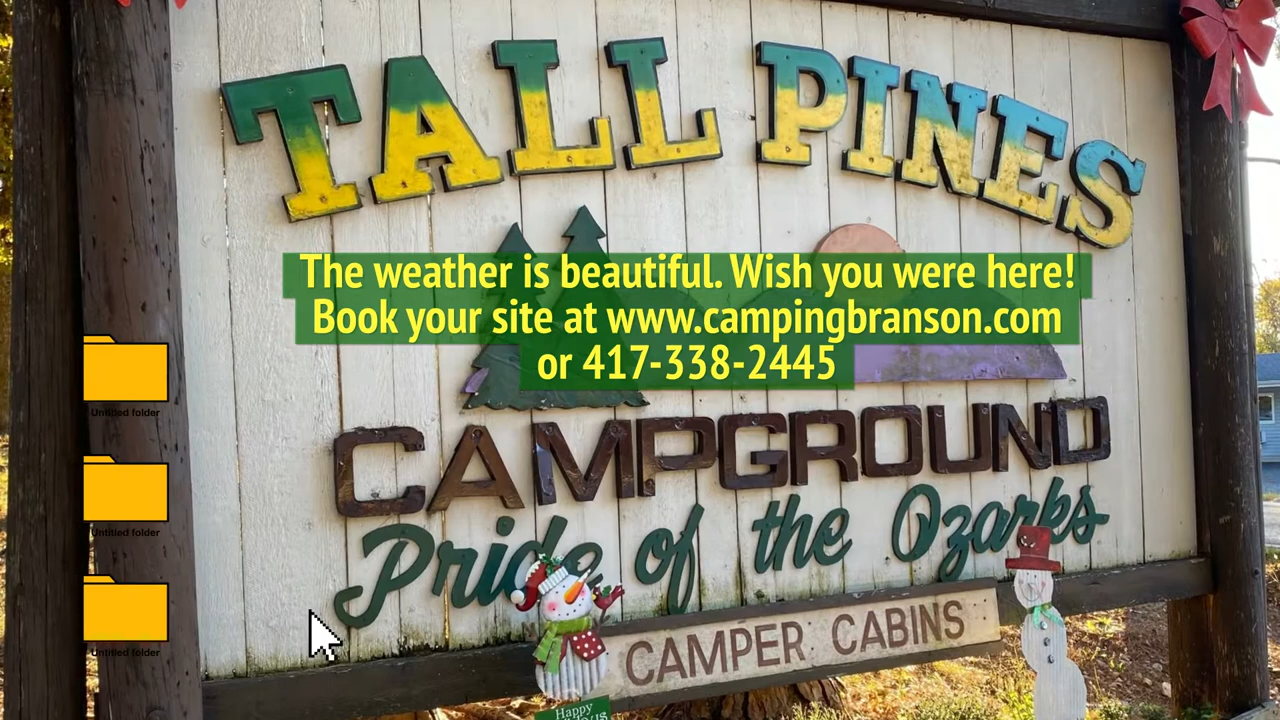 TALL PINES
The weather is beautiful. Wish you were here!
Book your site at www.campingbranson.com
or 417-338-2445
CAMPGROUND
Pride of the Ozarks
CAMPER CABINS
Happy
Untitled folder
Untitled folder
Untitled folder